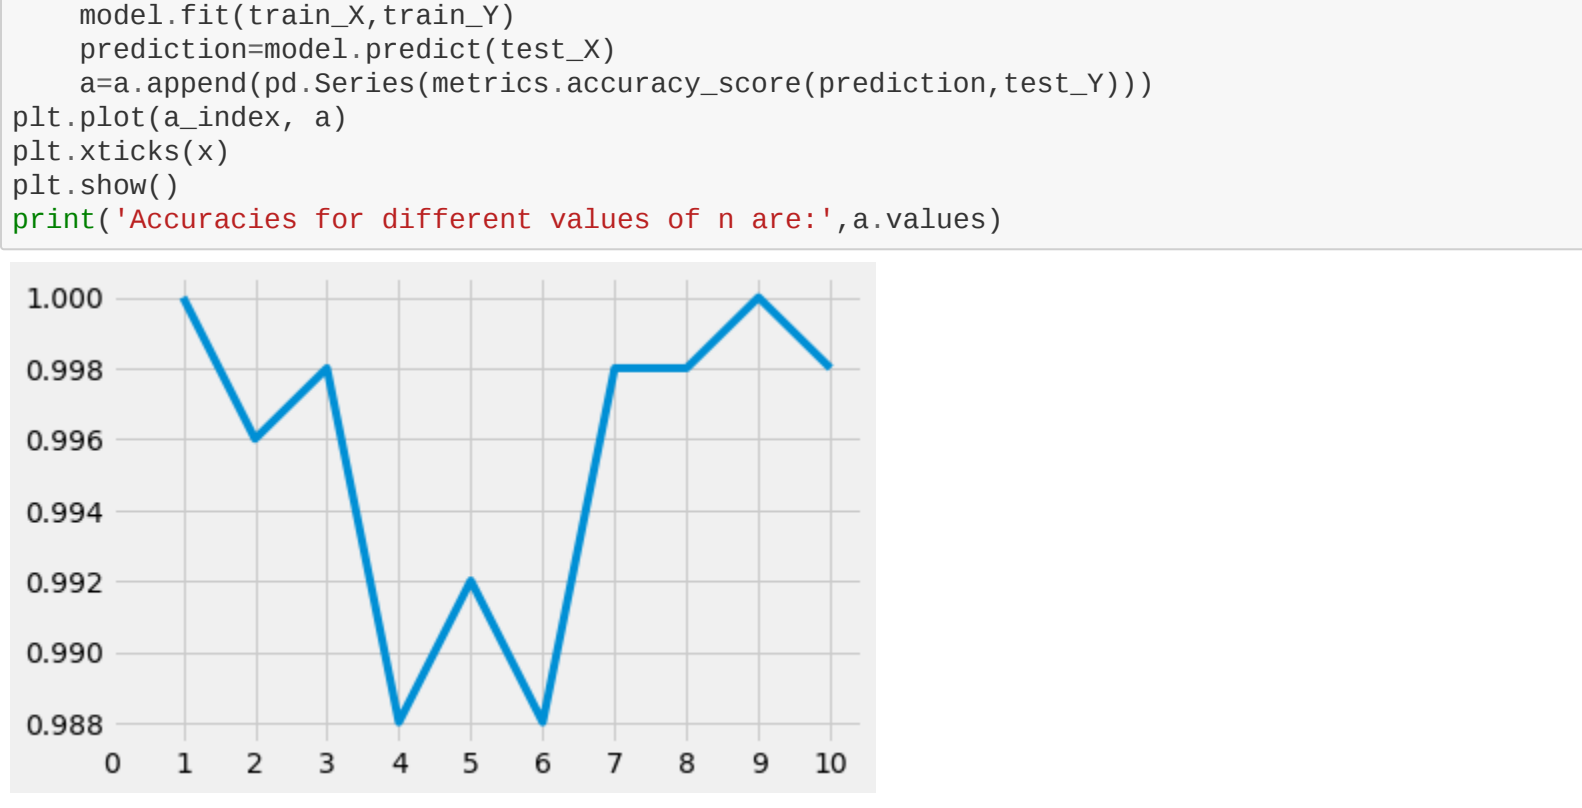 model.fit(train_X,train_Y)
    prediction=model.predict(test_X)
    a=a.append(pd.Series(metrics.accuracy_score(prediction,test_Y)))
plt.plot(a_index, a)
plt.xticks(x)
plt.show()
print('Accuracies for different values of n are:',a.values)
1.000
0.998
0.996
0.994
0.992
0.990
0.988
0 1 2 3 4 5 6 7 8 9 10